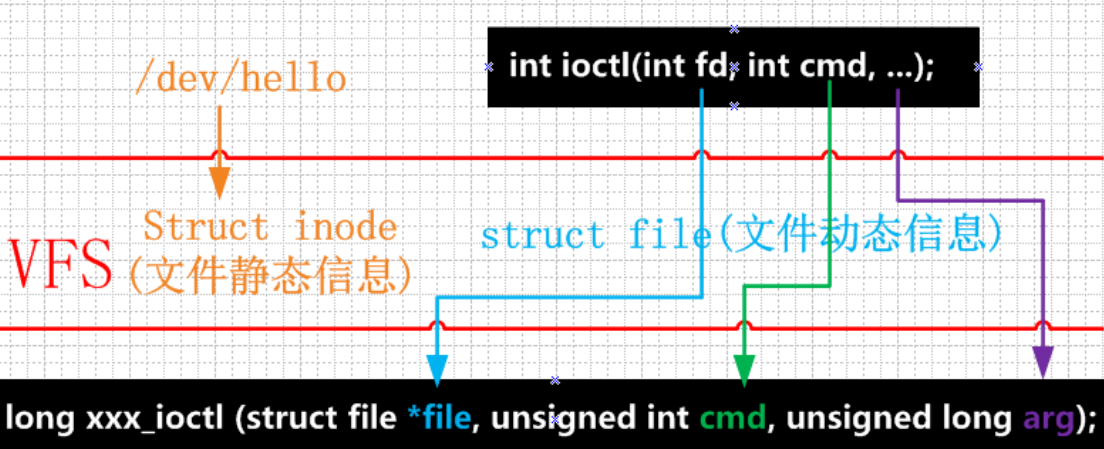 /dev/hello
int ioctl(int fd, int cmd, ...);
Struct inode
(文件静态信息)
VFS
struct file(文件动态信息)
long xxx_ioctl (struct file *file, unsigned int cmd, unsigned long arg);